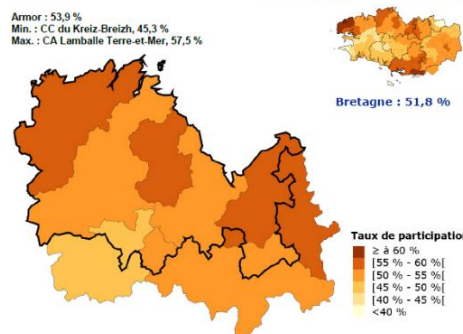 Armor : 53,9 %
Min. : CC du Kreiz-Breizh, 45,3 %
Max. : CA Lamballe Terre-et-Mer, 57,5 %
Bretagne : 51,8 %
Taux de participation
≥ à 60 %
[55 % - 60 %[
[50 % - 55 %[
[45 % - 50 %[
[40 % - 45 %[
<40 %